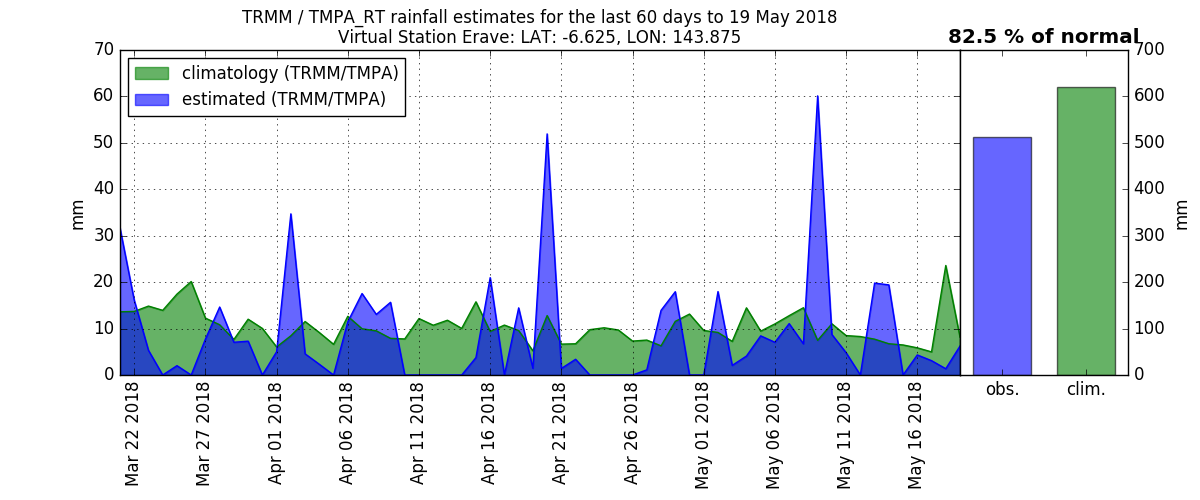 TRMM / TMPA_RT rainfall estimates for the last 60 days to 19 May 2018
Virtual Station Erave: LAT: -6.625, LON: 143.875
82.5 % of normal
climatology (TRMM/TMPA)
estimated (TRMM/TMPA)
70
60
50
40
30
20
10
0
mm
Mar 22 2018
Mar 27 2018
Apr 01 2018
Apr 06 2018
Apr 11 2018
Apr 16 2018
Apr 21 2018
Apr 26 2018
May 01 2018
May 06 2018
May 11 2018
May 16 2018
obs.
clim.
700
600
500
400
300
200
100
0
mm